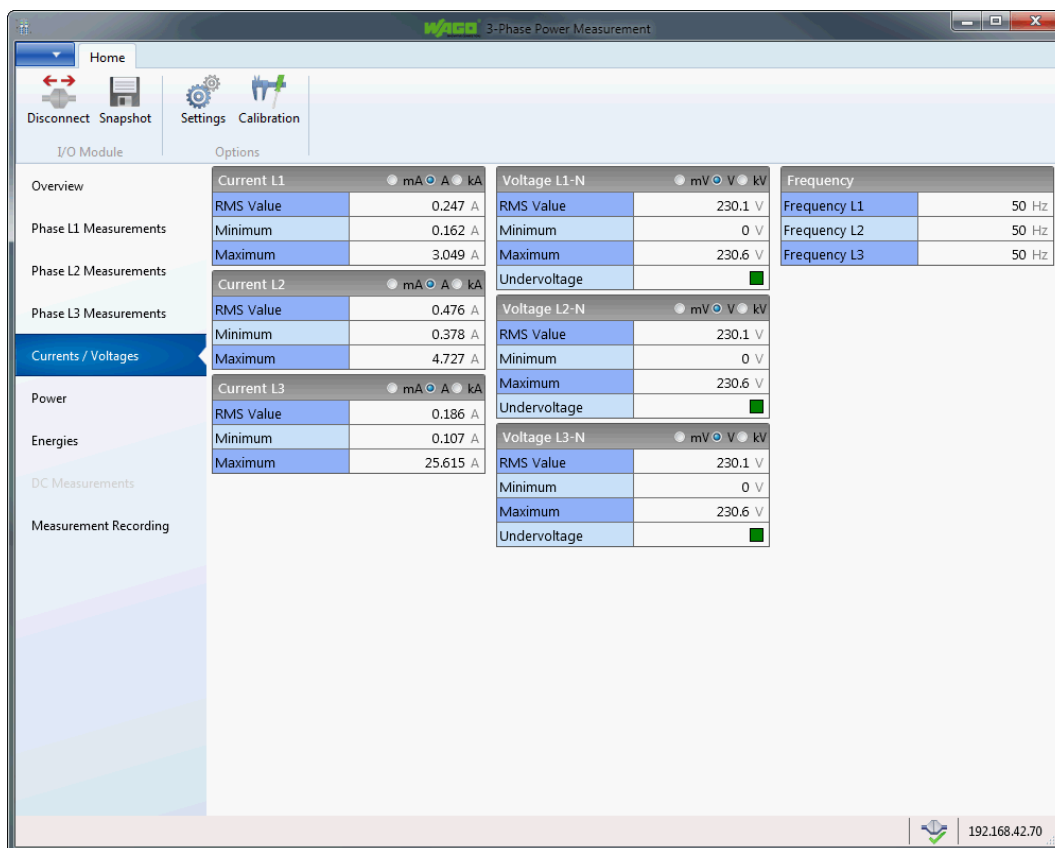 WAGO 3-Phase Power Measurement
Home
Disconnect Snapshot Settings Calibration
I/O Module Options
Overview
Phase L1 Measurements
Phase L2 Measurements
Phase L3 Measurements
Currents / Voltages
Power
Energies
DC Measurements
Measurement Recording
Current L1 mA A kA
RMS Value 0.247 A
Minimum 0.162 A
Maximum 3.049 A
Current L2 mA A kA
RMS Value 0.476 A
Minimum 0.378 A
Maximum 4.727 A
Current L3 mA A kA
RMS Value 0.186 A
Minimum 0.107 A
Maximum 25.615 A
Voltage L1-N mV V kV
RMS Value 230.1 V
Minimum 0 V
Maximum 230.6 V
Undervoltage
Voltage L2-N mV V kV
RMS Value 230.1 V
Minimum 0 V
Maximum 230.6 V
Undervoltage
Voltage L3-N mV V kV
RMS Value 230.1 V
Minimum 0 V
Maximum 230.6 V
Undervoltage
Frequency
Frequency L1 50 Hz
Frequency L2 50 Hz
Frequency L3 50 Hz
192.168.42.70